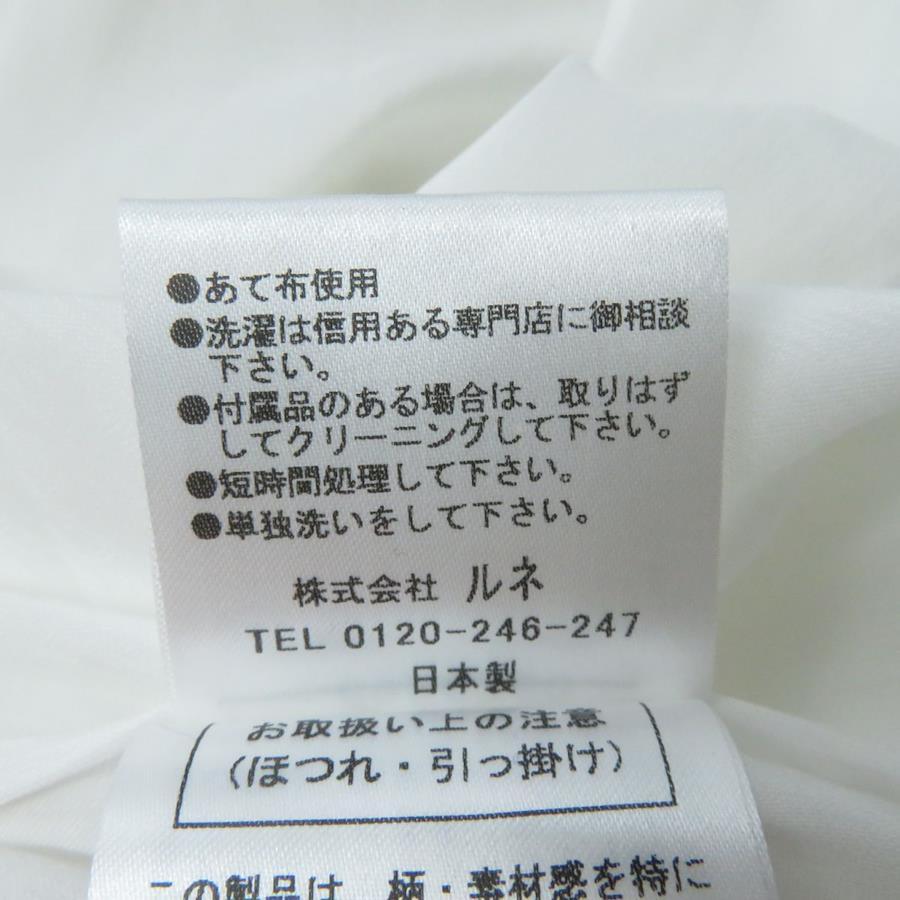 ●あて布使用
●洗濯は信用ある専門店に御相談
下さい。
●付属品のある場合は、取りはず
してクリーニングして下さい。
●短時間処理して下さい。
●単独洗いをして下さい。
株式会社 ルネ
TEL 0120-246-247
日本製
お取扱い上の注意
(ほつれ・引っ掛け)
この製品は、柄・素材感を特に